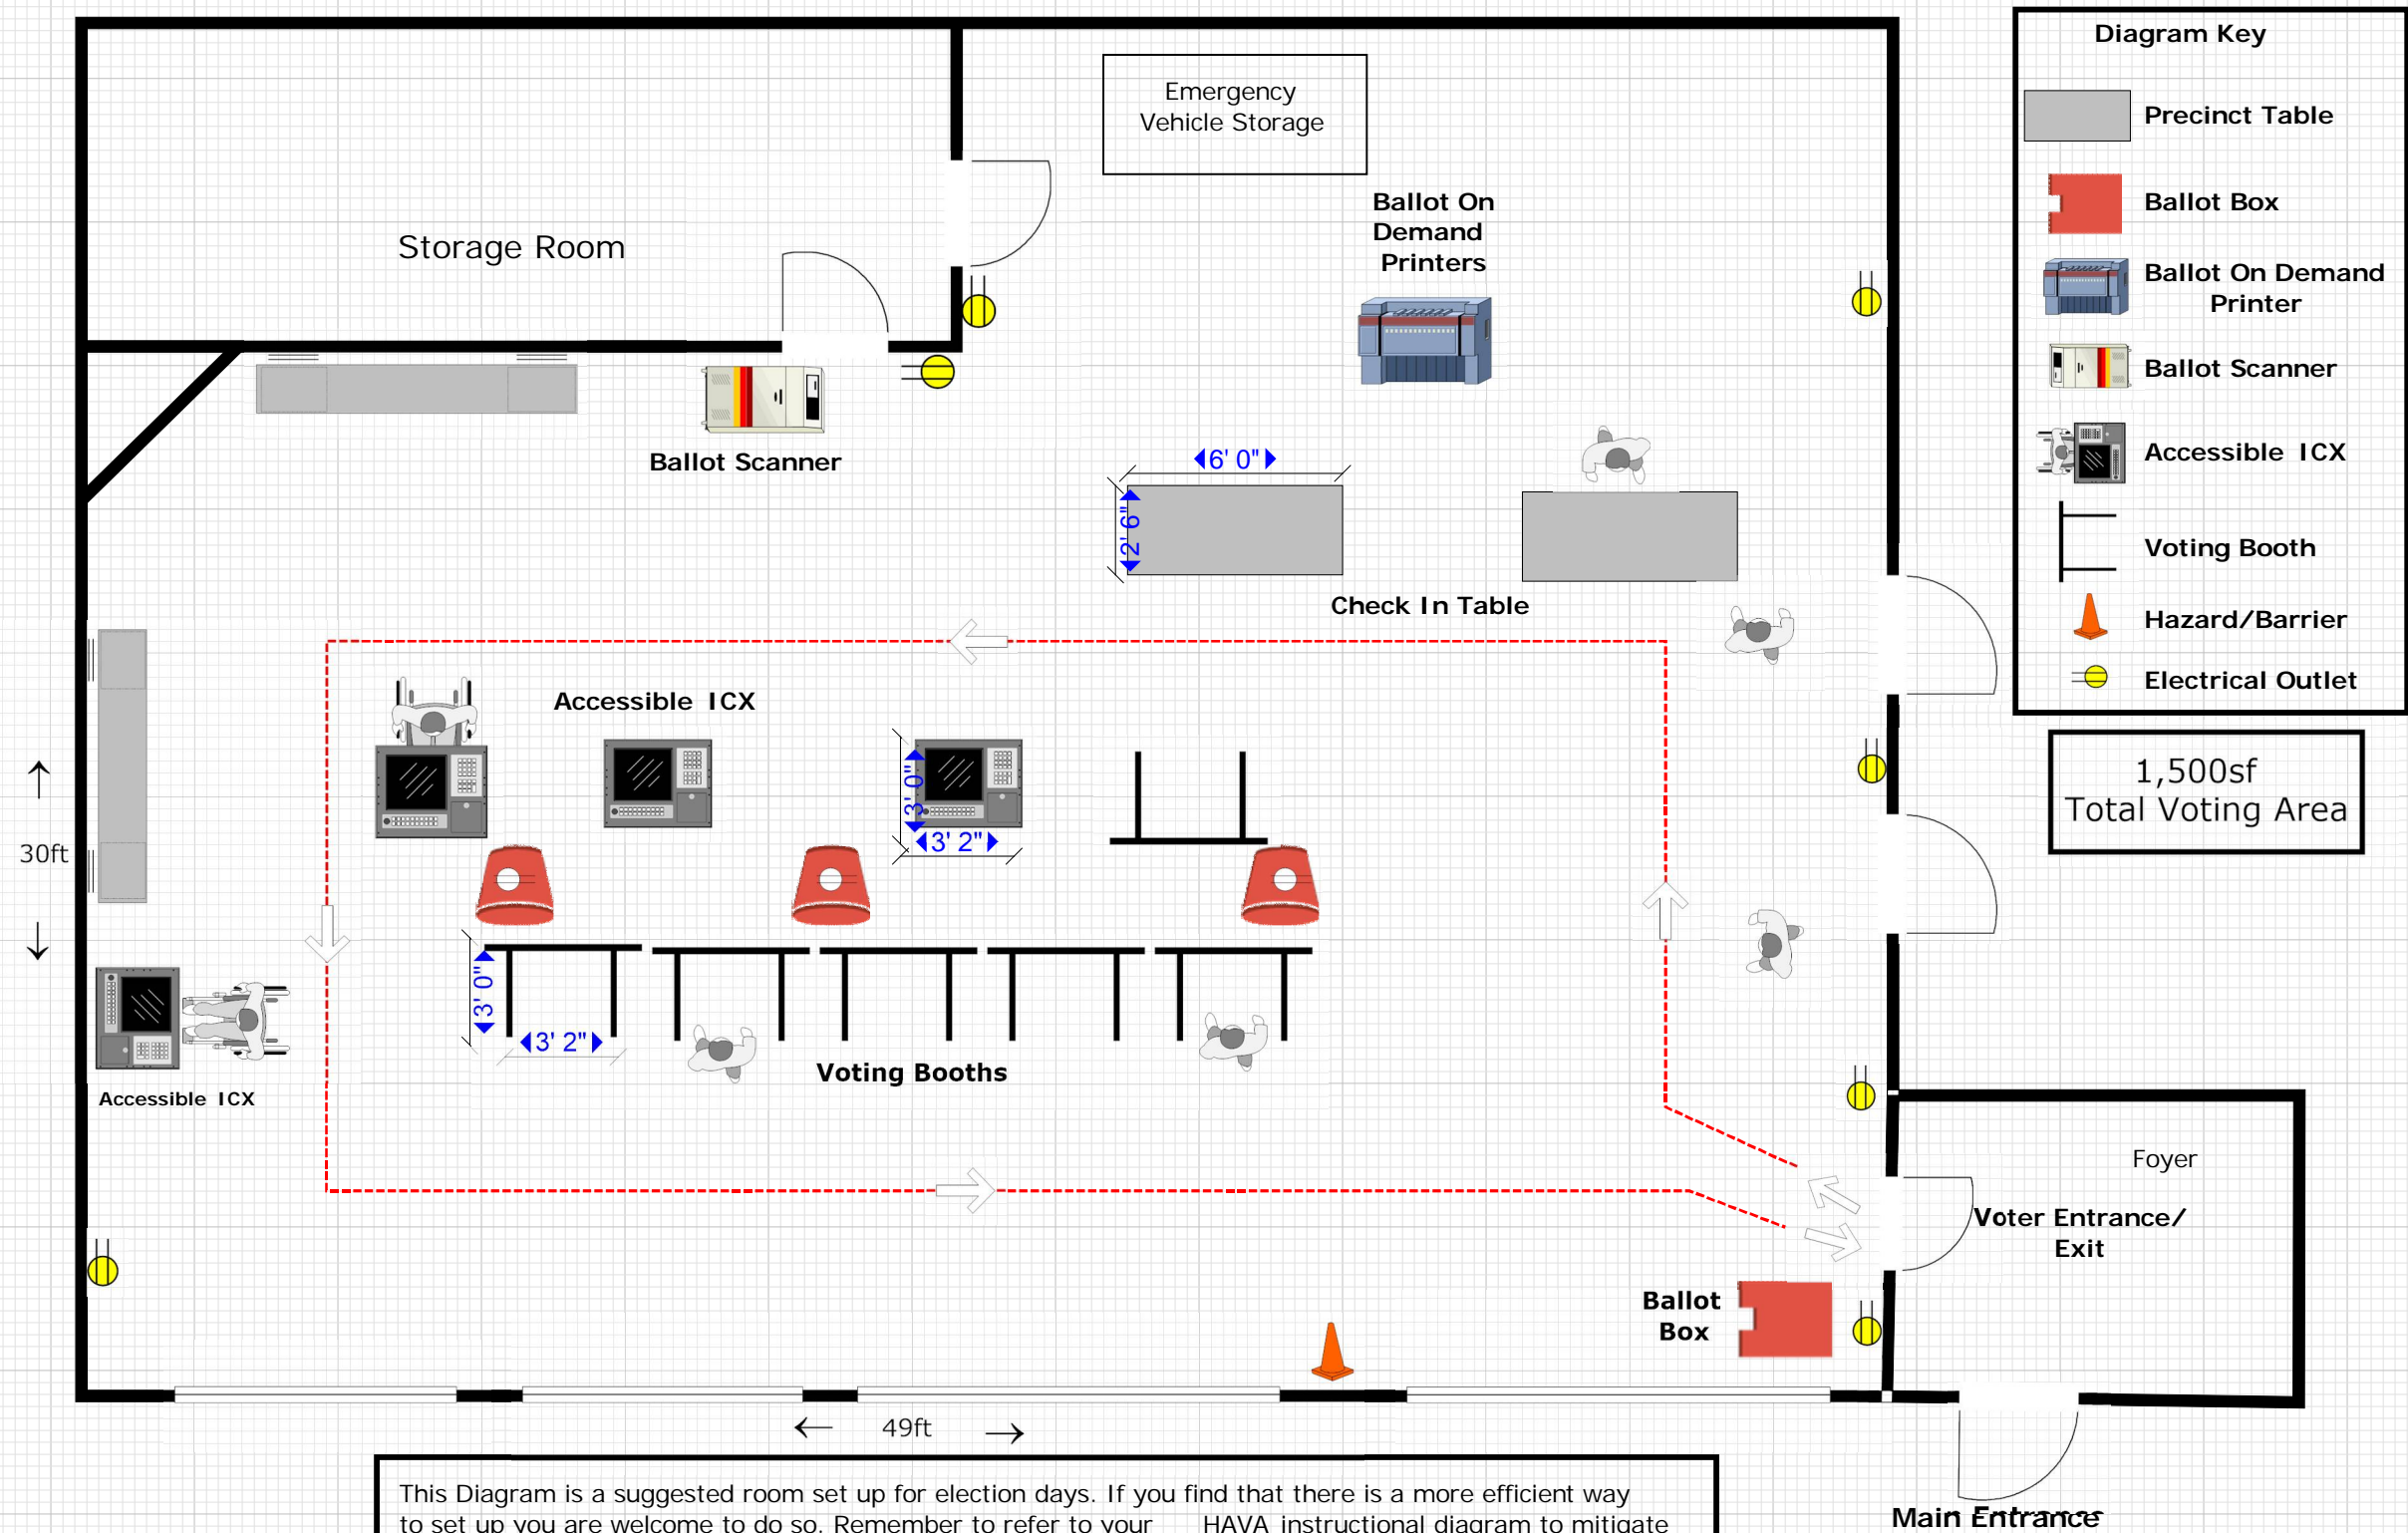 Diagram Key
Precinct Table
Ballot Box
Ballot On Demand
Printer
Ballot Scanner
Accessible ICX
Voting Booth
Hazard/Barrier
Electrical Outlet
1,500sf
Total Voting Area
Emergency
Vehicle Storage
Storage Room
Ballot On
Demand
Printers
Ballot Scanner
6' 0"
2' 6"
Check In Table
Accessible ICX
3' 0"
3' 2"
30ft
3' 0"
3' 2"
Voting Booths
Accessible ICX
Foyer
Voter Entrance/
Exit
Ballot
Box
49ft
Main Entrance
This Diagram is a suggested room set up for election days. If you find that there is a more efficient way
to set up you are welcome to do so. Remember to refer to your HAVA instructional diagram to mitigate